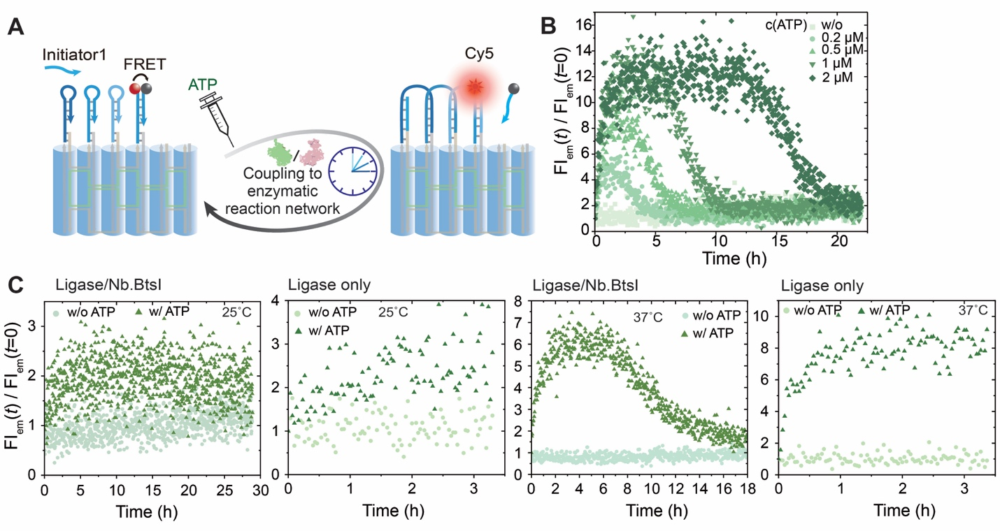 A
Initiator1
FRET
ATP
Coupling to
enzymatic
reaction network
Cy5
B
FIem(t) / FIem(t=0)
16
14
12
10
8
6
4
2
0
c(ATP)
w/o
0.2 µM
0.5 µM
1 µM
2 µM
0 5 10 15 20
Time (h)
C
Ligase/Nb.BtsI
FIem(t) / FIem(t=0)
w/o ATP w/ ATP 25˚C
3
2
1
0
0 5 10 15 20 25 30
Time (h)
Ligase only
w/o ATP 25˚C
w/ ATP
4
3
2
1
0
0 1 2 3
Time (h)
Ligase/Nb.BtsI
37˚C w/o ATP
w/ ATP
8
7
6
5
4
3
2
1
0
0 2 4 6 8 10 12 14 16 18
Time (h)
Ligase only
w/o ATP w/ ATP 37˚C
10
8
6
4
2
0
0 1 2 3
Time (h)